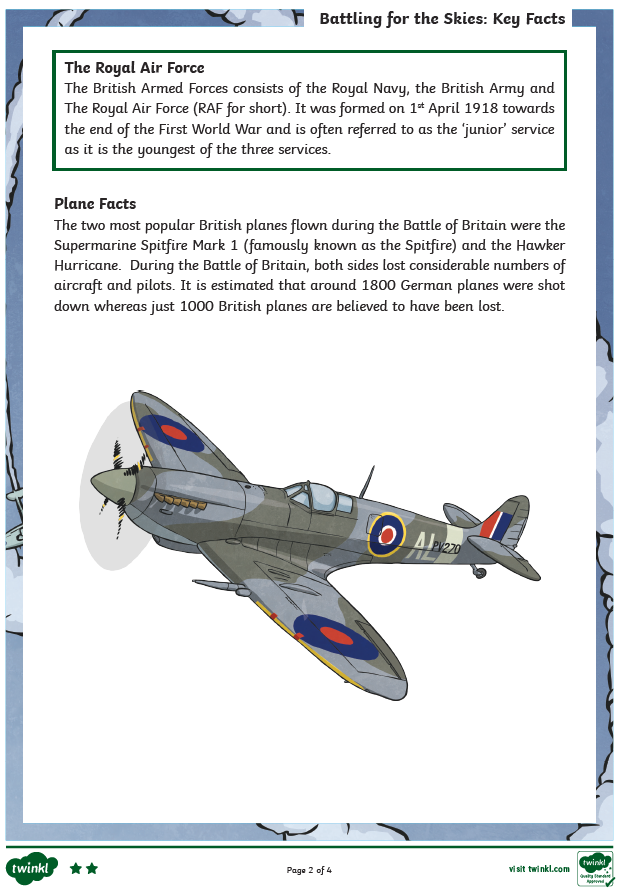 Battling for the Skies: Key Facts
The Royal Air Force
The British Armed Forces consists of the Royal Navy, the British Army and
The Royal Air Force (RAF for short). It was formed on 1st April 1918 towards
the end of the First World War and is often referred to as the ‘junior’ service
as it is the youngest of the three services.
Plane Facts
The two most popular British planes flown during the Battle of Britain were the
Supermarine Spitfire Mark 1 (famously known as the Spitfire) and the Hawker
Hurricane. During the Battle of Britain, both sides lost considerable numbers of
aircraft and pilots. It is estimated that around 1800 German planes were shot
down whereas just 1000 British planes are believed to have been lost.
AL
PV270
twinkl
Page 2 of 4
visit twinkl.com
twinkl
Quality Standard
Approved